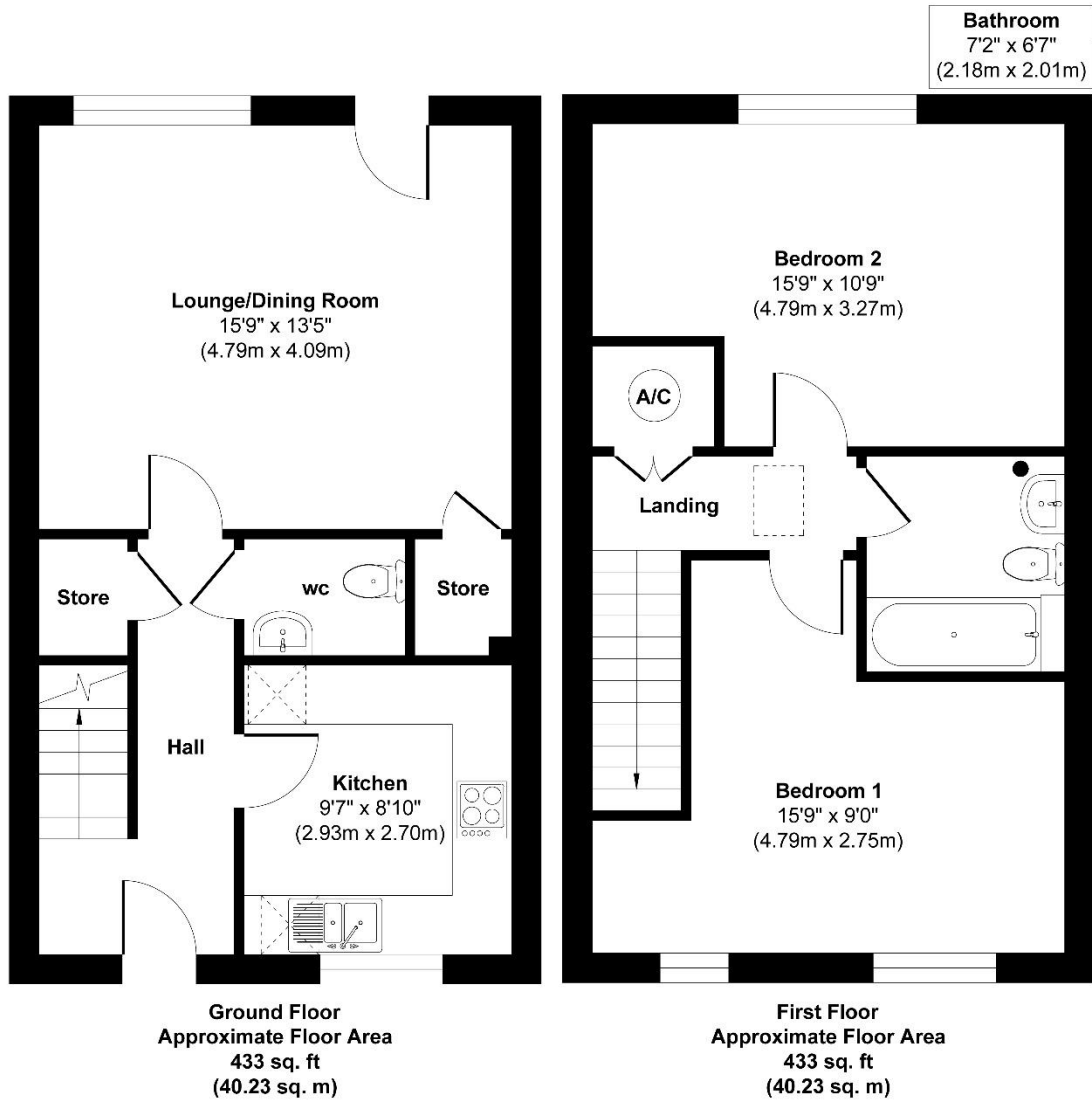 Bathroom
7'2" x 6'7"
(2.18m x 2.01m)
Lounge/Dining Room
15'9" x 13'5"
(4.79m x 4.09m)
Store
wc
Store
Hall
Kitchen
9'7" x 8'10"
(2.93m x 2.70m)
Ground Floor
Approximate Floor Area
433 sq. ft
(40.23 sq. m)
Bedroom 2
15'9" x 10'9"
(4.79m x 3.27m)
A/C
Landing
Bedroom 1
15'9" x 9'0"
(4.79m x 2.75m)
First Floor
Approximate Floor Area
433 sq. ft
(40.23 sq. m)